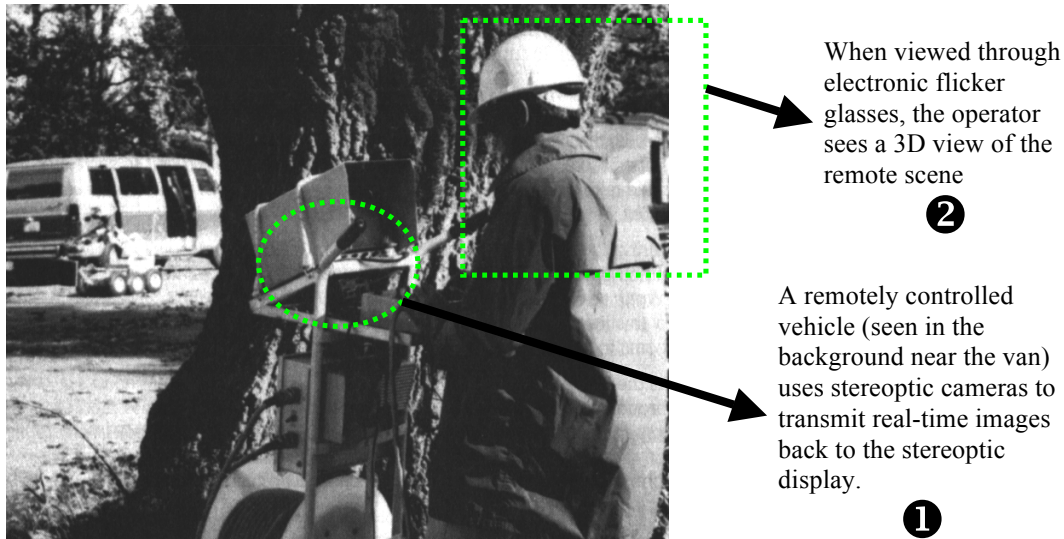 When viewed through
electronic flicker
glasses, the operator
sees a 3D view of the
remote scene
❷
A remotely controlled
vehicle (seen in the
background near the van)
uses stereoptic cameras to
transmit real-time images
back to the stereoptic
display.
❶